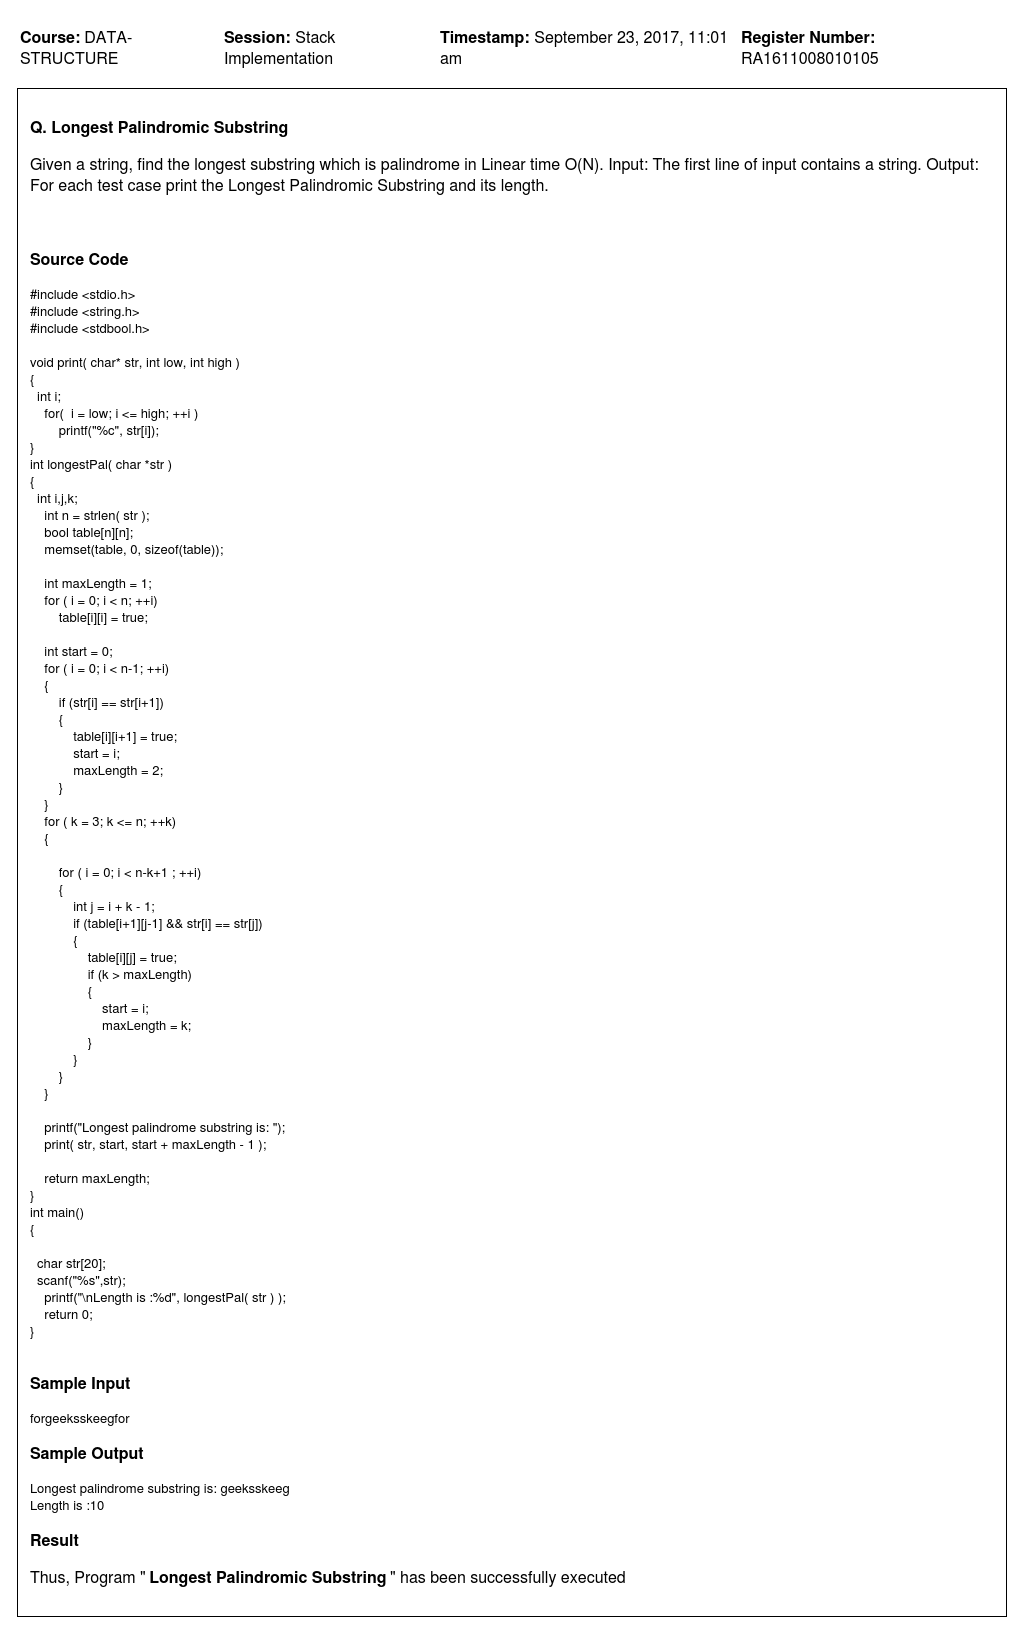 Course: DATA-STRUCTURE
Session: Stack Implementation
Timestamp: September 23, 2017, 11:01 am
Register Number: RA1611008010105
Q. Longest Palindromic Substring
Given a string, find the longest substring which is palindrome in Linear time O(N). Input: The first line of input contains a string. Output:
For each test case print the Longest Palindromic Substring and its length.
Source Code
#include <stdio.h>
#include <string.h>
#include <stdbool.h>
void print( char* str, int low, int high )
{
  int i;
    for(  i = low; i <= high; ++i )
        printf("%c", str[i]);
}
int longestPal( char *str )
{
  int i,j,k;
    int n = strlen( str );
    bool table[n][n];
    memset(table, 0, sizeof(table));
    int maxLength = 1;
    for ( i = 0; i < n; ++i)
        table[i][i] = true;
    int start = 0;
    for ( i = 0; i < n-1; ++i)
    {
        if (str[i] == str[i+1])
        {
            table[i][i+1] = true;
            start = i;
            maxLength = 2;
        }
    }
    for ( k = 3; k <= n; ++k)
    {
        for ( i = 0; i < n-k+1 ; ++i)
        {
            int j = i + k - 1;
            if (table[i+1][j-1] && str[i] == str[j])
            {
                table[i][j] = true;
                if (k > maxLength)
                {
                    start = i;
                    maxLength = k;
                }
            }
        }
    }
    printf("Longest palindrome substring is: ");
    print( str, start, start + maxLength - 1 );
    return maxLength;
}
int main()
{
  char str[20];
  scanf("%s",str);
    printf("\nLength is :%d", longestPal( str ) );
    return 0;
}
Sample Input
forgeeksskeegfor
Sample Output
Longest palindrome substring is: geeksskeeg
Length is :10
Result
Thus, Program " Longest Palindromic Substring " has been successfully executed